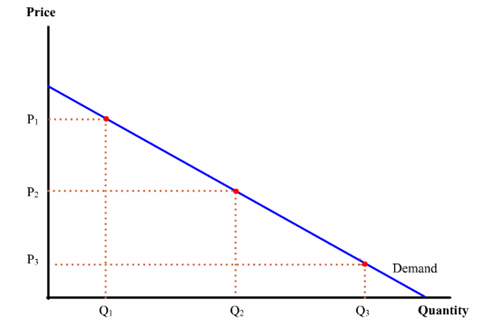 Price
P₁
P₂
P₃
Demand
Q₁ Q₂ Q₃ Quantity